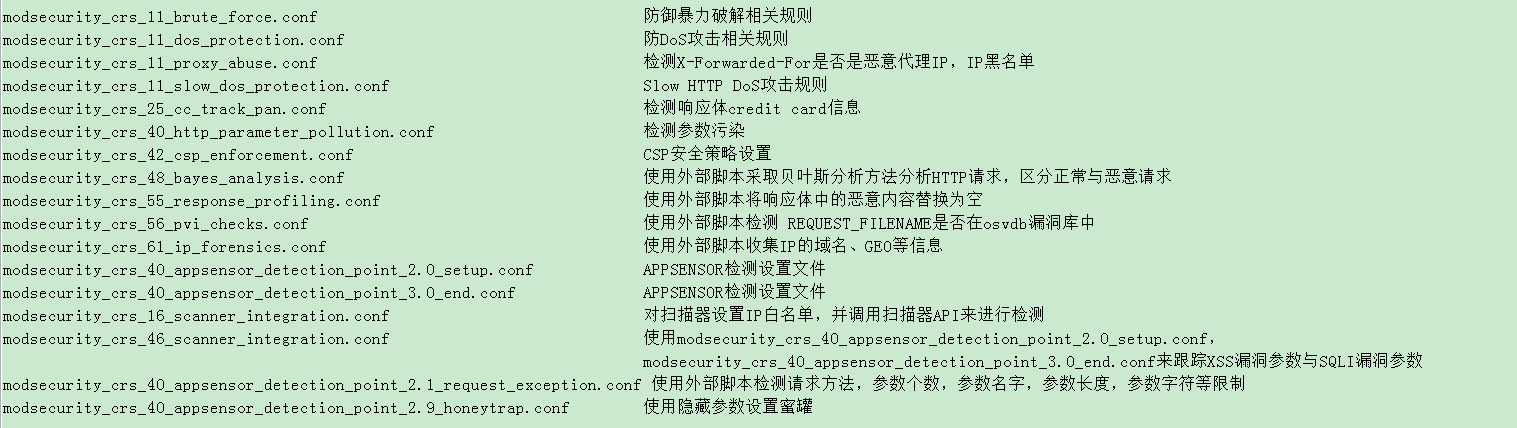 modsecurity_crs_11_brute_force.conf 防御暴力破解相关规则
modsecurity_crs_11_dos_protection.conf 防DoS攻击相关规则
modsecurity_crs_11_proxy_abuse.conf 检测X-Forwarded-For是否是恶意代理IP，IP黑名单
modsecurity_crs_11_slow_dos_protection.conf Slow HTTP DoS攻击规则
modsecurity_crs_25_cc_track_pan.conf 检测响应体credit card信息
modsecurity_crs_40_http_parameter_pollution.conf 检测参数污染
modsecurity_crs_42_csp_enforcement.conf CSP安全策略设置
modsecurity_crs_48_bayes_analysis.conf 使用外部脚本采取贝叶斯分析方法分析HTTP请求，区分正常与恶意请求
modsecurity_crs_55_response_profiling.conf 使用外部脚本将响应体中的恶意内容替换为空
modsecurity_crs_56_pvi_checks.conf 使用外部脚本检测 REQUEST_FILENAME是否在osvdb漏洞库中
modsecurity_crs_61_ip_forensics.conf 使用外部脚本收集IP的域名、GEO等信息
modsecurity_crs_40_appsensor_detection_point_2.0_setup.conf APPSENSOR检测设置文件
modsecurity_crs_40_appsensor_detection_point_3.0_end.conf APPSENSOR检测设置文件
modsecurity_crs_16_scanner_integration.conf 对扫描器设置IP白名单，并调用扫描器API来进行检测
modsecurity_crs_46_scanner_integration.conf 使用modsecurity_crs_40_appsensor_detection_point_2.0_setup.conf，
modsecurity_crs_40_appsensor_detection_point_3.0_end.conf来跟踪XSS漏洞参数与SQLI漏洞参数
modsecurity_crs_40_appsensor_detection_point_2.1_request_exception.conf 使用外部脚本检测请求方法，参数个数，参数名字，参数长度，参数字符等限制
modsecurity_crs_40_appsensor_detection_point_2.9_honeytrap.conf 使用隐藏参数设置蜜罐